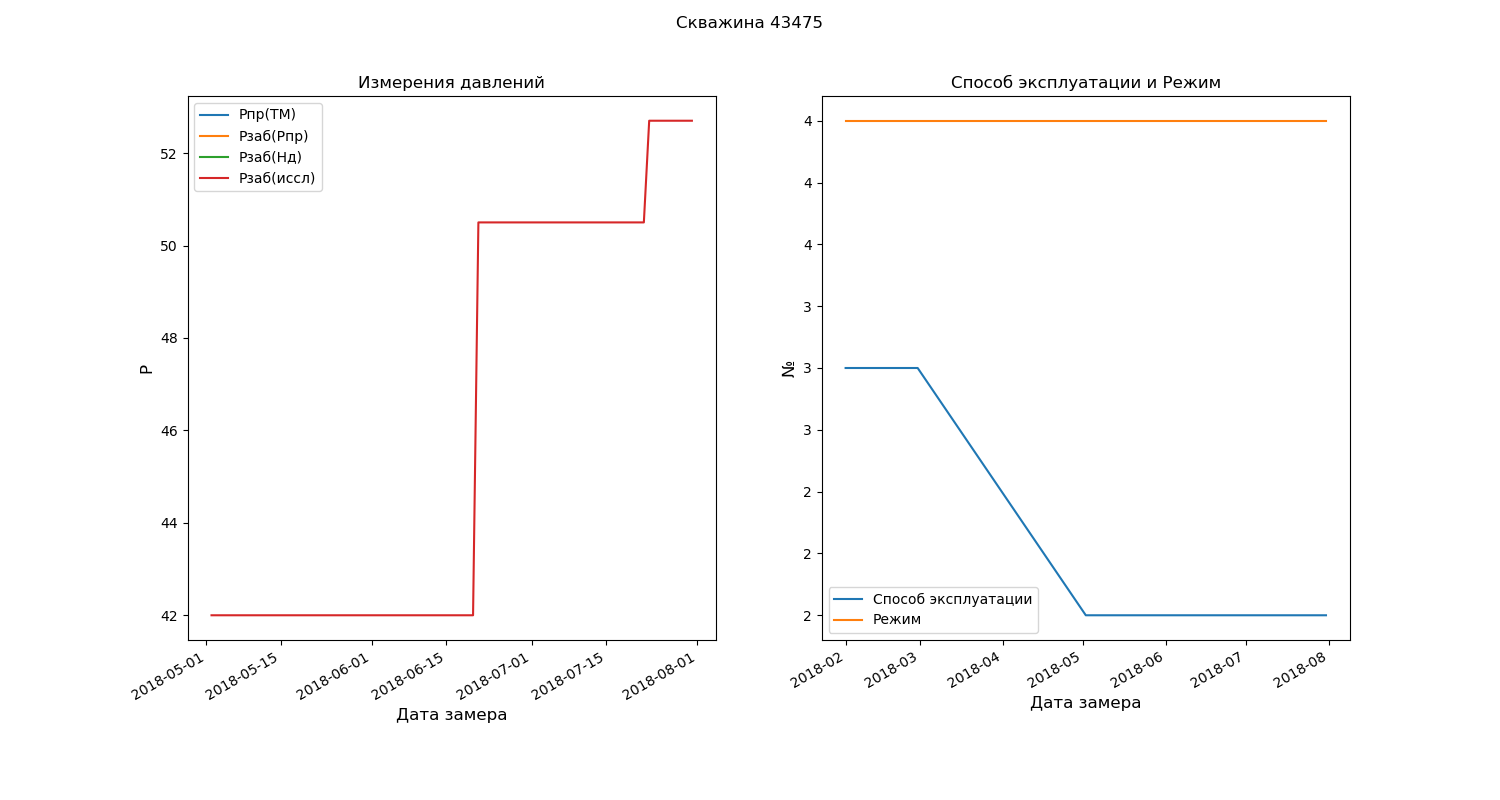 Скважина 43475
Измерения давлений
Рпр(ТМ)
Рзаб(Рпр)
Рзаб(Нд)
Рзаб(иссл)
52
50
48
46
44
42
Р
2018-05-01
2018-05-15
2018-06-01
2018-06-15
2018-07-01
2018-07-15
2018-08-01
Дата замера
Способ эксплуатации и Режим
4
4
4
3
3
3
2
2
2
№
Способ эксплуатации
Режим
2018-02
2018-03
2018-04
2018-05
2018-06
2018-07
2018-08
Дата замера